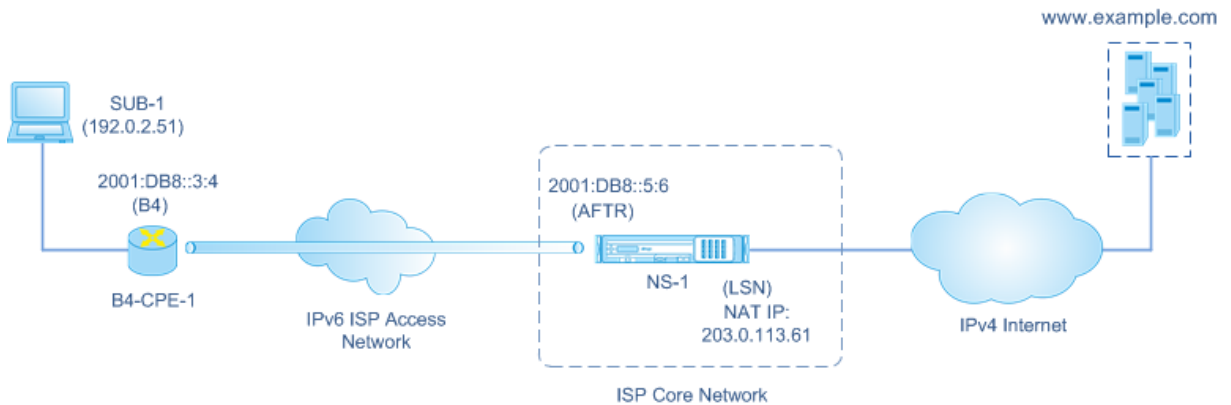 www.example.com
SUB-1
(192.0.2.51)
2001:DB8::3:4
(B4)
B4-CPE-1
IPv6 ISP Access
Network
2001:DB8::5:6
(AFTR)
NS-1
(LSN)
NAT IP:
203.0.113.61
ISP Core Network
IPv4 Internet